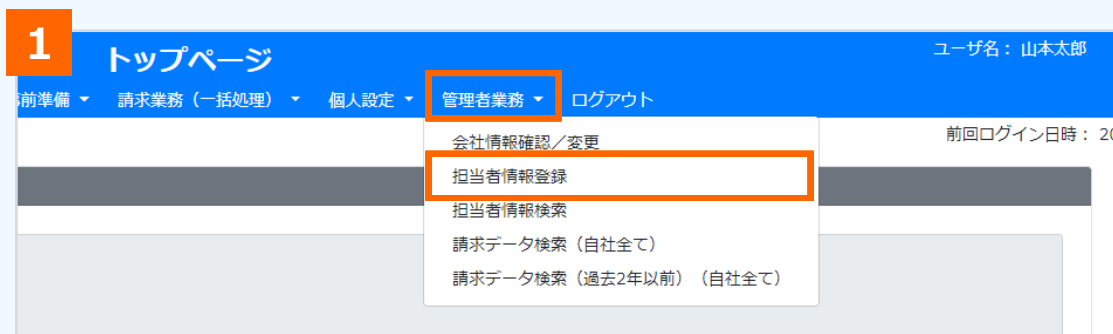 1
トップページ
ユーザ名： 山本太郎
前準備 請求業務（一括処理） 個人設定 管理者業務 ログアウト
前回ログイン日時： 20
会社情報確認／変更
担当者情報登録
担当者情報検索
請求データ検索（自社全て）
請求データ検索（過去2年以前）（自社全て）